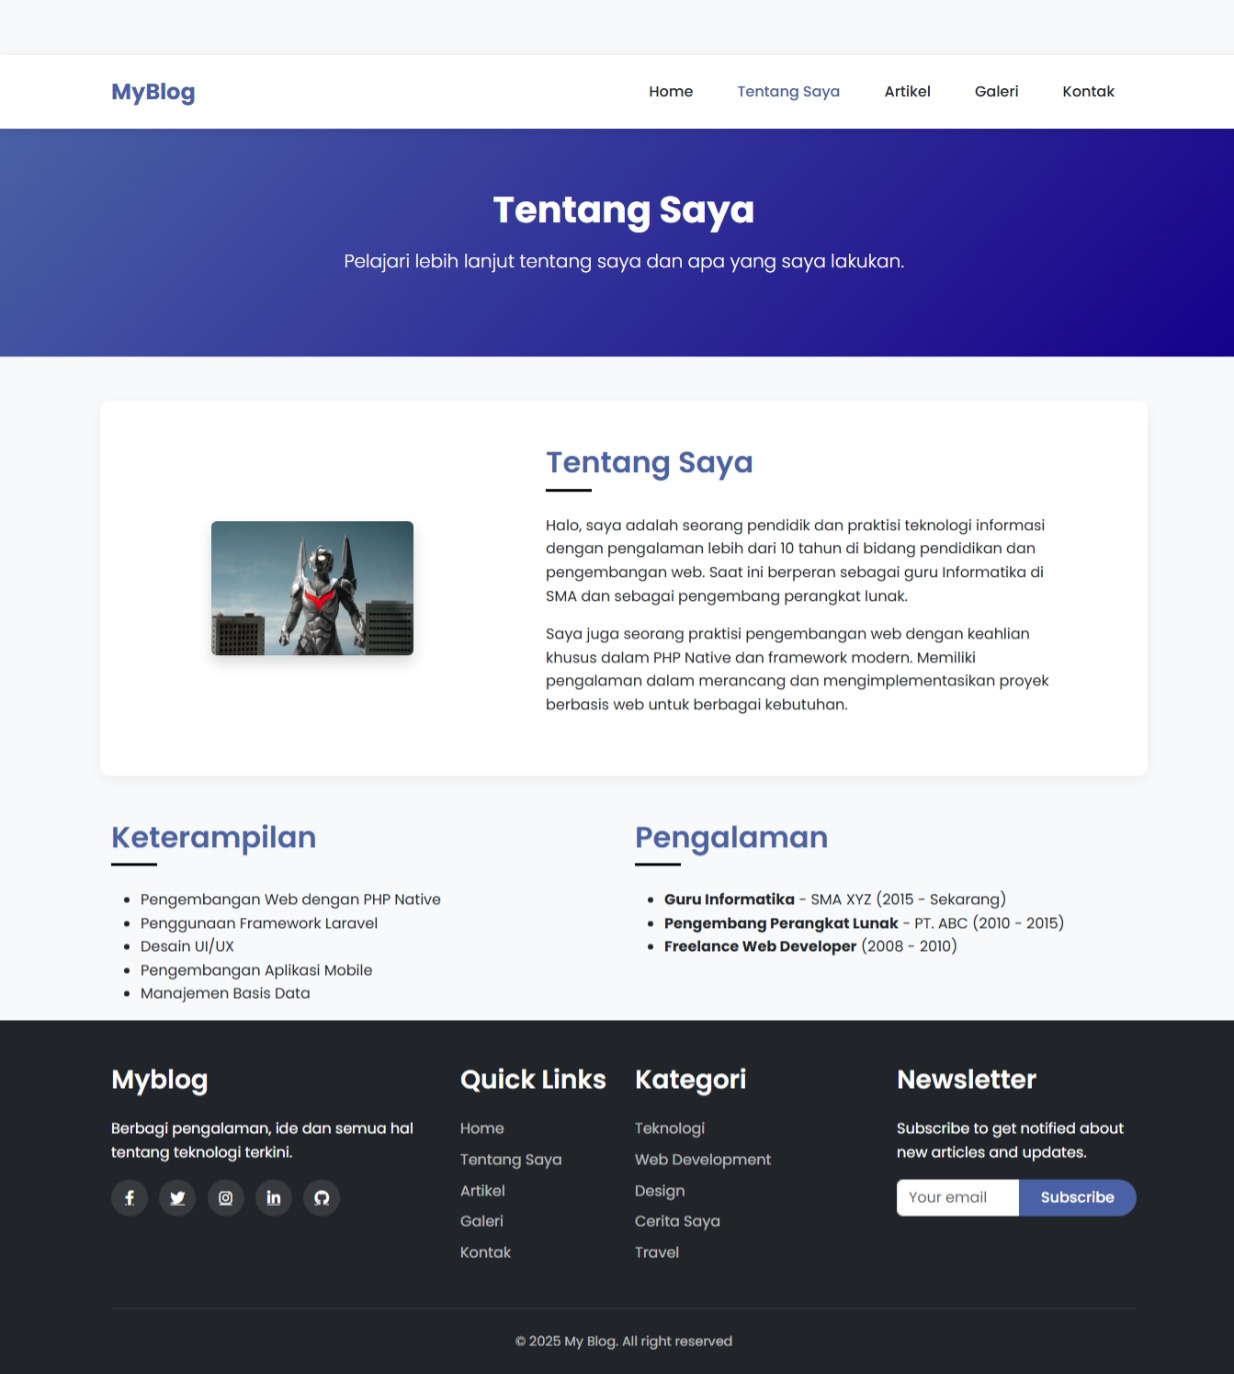 MyBlog
Home
Tentang Saya
Artikel
Galeri
Kontak
Tentang Saya
Pelajari lebih lanjut tentang saya dan apa yang saya lakukan.
Tentang Saya
Halo, saya adalah seorang pendidik dan praktisi teknologi informasi
dengan pengalaman lebih dari 10 tahun di bidang pendidikan dan
pengembangan web. Saat ini berperan sebagai guru Informatika di
SMA dan sebagai pengembang perangkat lunak.
Saya juga seorang praktisi pengembangan web dengan keahlian
khusus dalam PHP Native dan framework modern. Memiliki
pengalaman dalam merancang dan mengimplementasikan proyek
berbasis web untuk berbagai kebutuhan.
Keterampilan
• Pengembangan Web dengan PHP Native
• Penggunaan Framework Laravel
• Desain UI/UX
• Pengembangan Aplikasi Mobile
• Manajemen Basis Data
Pengalaman
• Guru Informatika - SMA XYZ (2015 - Sekarang)
• Pengembang Perangkat Lunak - PT. ABC (2010 - 2015)
• Freelance Web Developer (2008 - 2010)
Myblog
Berbagi pengalaman, ide dan semua hal
tentang teknologi terkini.
Quick Links
Home
Tentang Saya
Artikel
Galeri
Kontak
Kategori
Teknologi
Web Development
Design
Cerita Saya
Travel
Newsletter
Subscribe to get notified about
new articles and updates.
Your email
Subscribe
© 2025 My Blog. All right reserved